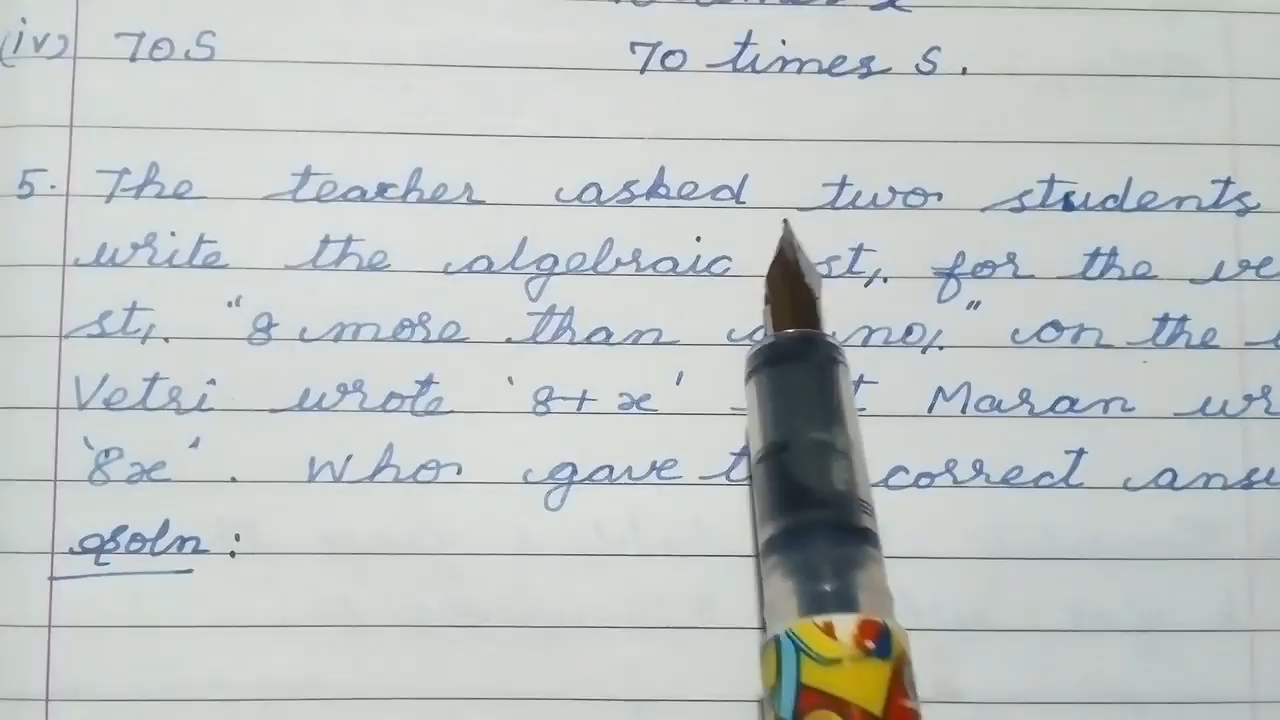 (iv) 70s 70 times s.
5. The teacher asked two students
write the algebraic st/. for the ve
st/. "8 more than no/." on the
Vetri wrote '8+x' Maran wr
'8x'. Who gave correct answ
soln :